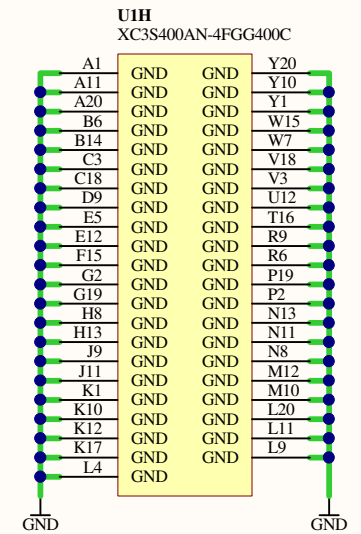 U1H
XC3S400AN-4FGG400C
A1 GND GND Y20
A11 GND GND Y10
A20 GND GND Y1
B6 GND GND W15
B14 GND GND W7
C3 GND GND V18
C18 GND GND V3
D9 GND GND U12
E5 GND GND T16
E12 GND GND R9
F15 GND GND R6
G2 GND GND P19
G19 GND GND P2
H8 GND GND N13
H13 GND GND N11
J9 GND GND N8
J11 GND GND M12
K1 GND GND M10
K10 GND GND L20
K12 GND GND L11
K17 GND GND L9
L4 GND
GND GND